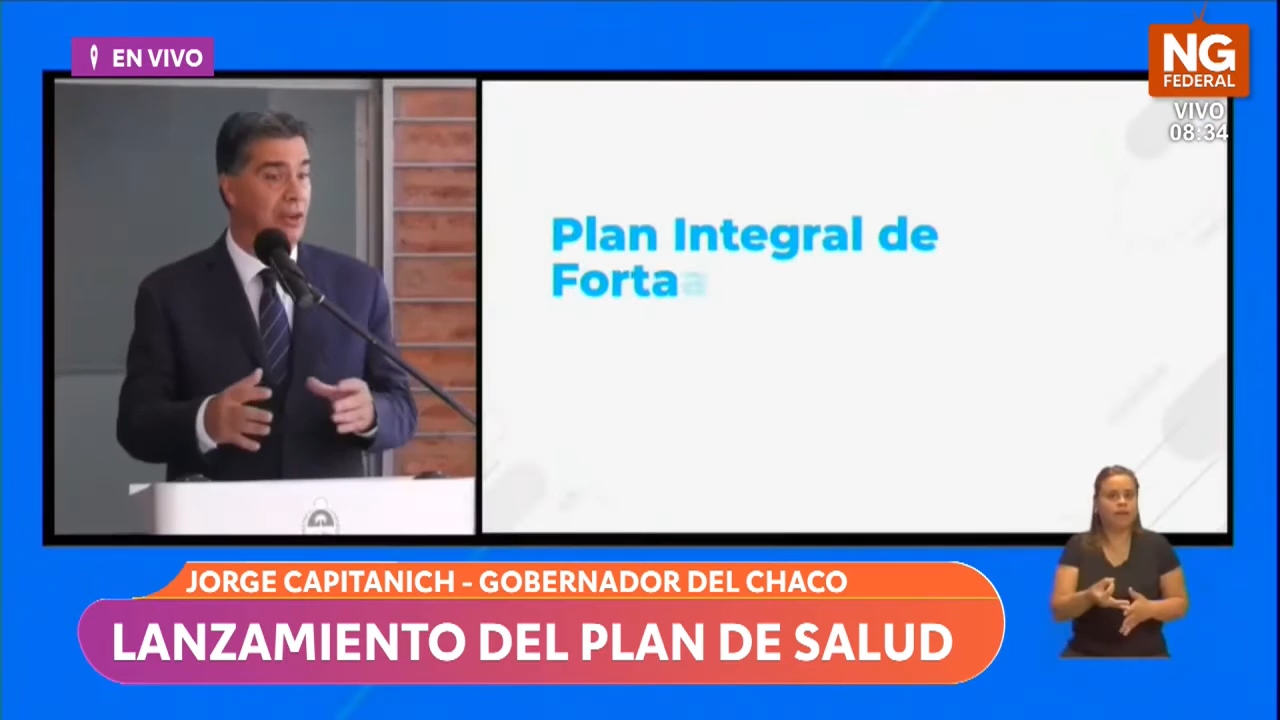 EN VIVO
NG
FEDERAL
VIVO
08:34
Plan Integral de
Forta
JORGE CAPITANICH - GOBERNADOR DEL CHACO
LANZAMIENTO DEL PLAN DE SALUD